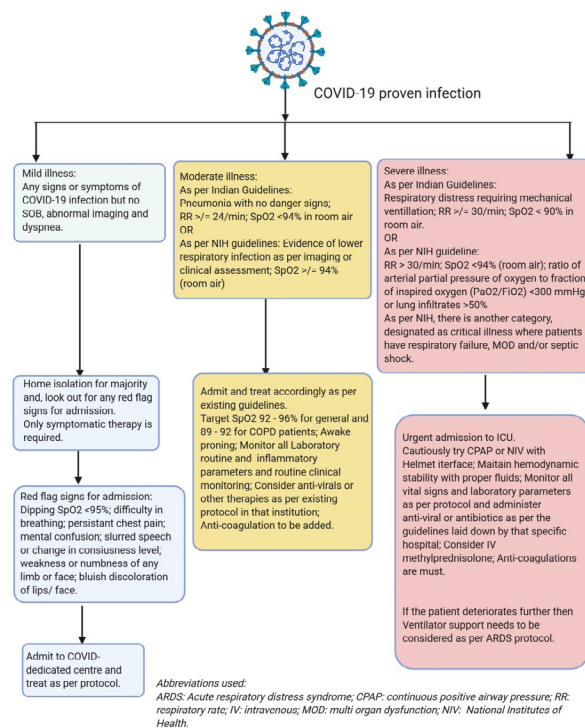 COVID-19 proven infection
Mild illness:
Any signs or symptoms of
COVID-19 infection but no
SOB, abnormal imaging and
dyspnea.
Home isolation for majority
and, look out for any red flag
signs for admission.
Only symptomatic therapy is
required.
Red flag signs for admission:
Dipping SpO2 <95%; difficulty in
breathing; persistant chest pain;
mental confusion; slurred speech
or change in consiusness level;
weakness or numbness of any
limb or face; bluish discoloration
of lips/ face.
Admit to COVID-
dedicated centre and
treat as per protocol.
Moderate illness:
As per Indian Guidelines:
Pneumonia with no danger signs;
RR >/= 24/min; SpO2 <94% in room air
OR
As per NIH guidelines: Evidence of lower
respiratory infection as per imaging or
clinical assessment; SpO2 >/= 94%
(room air)
Admit and treat accordingly as per
existing guidelines.
Target SpO2 92 - 96% for general and
89 - 92 for COPD patients; Awake
proning; Monitor all Laboratory
routine and inflammatory
parameters and routine clinical
monitoring; Consider anti-virals or
other therapies as per existing
protocol in that institution;
Anti-coagulation to be added.
Severe illness:
As per Indian Guidelines:
Respiratory distress requiring mechanical
ventillation; RR >/= 30/min; SpO2 < 90% in
room air.
OR
As per NIH guideline:
RR > 30/min; SpO2 <94% (room air); ratio of
arterial partial pressure of oxygen to fraction
of inspired oxygen (PaO2/FiO2) <300 mmHg
or lung infiltrates >50%
As per NIH, there is another category,
designated as critical illness where patients
have respiratory failure, MOD and/or septic
shock.
Urgent admission to ICU.
Cautiously try CPAP or NIV with
Helmet iterface; Maitain hemodynamic
stability with proper fluids; Monitor all
vital signs and laboratory parameters
as per protocol and administer
anti-viral or antibiotics as per the
guidelines laid down by that specific
hospital; Consider IV
methylprednisolone; Anti-coagulations
are must.
If the patient deteriorates further then
Ventilator support needs to be
considered as per ARDS protocol.
Abbreviations used:
ARDS: Acute respiratory distress syndrome; CPAP: continuous positive airway pressure; RR:
respiratory rate; IV: intravenous; MOD: multi organ dysfunction; NIV: National Institutes of
Health.